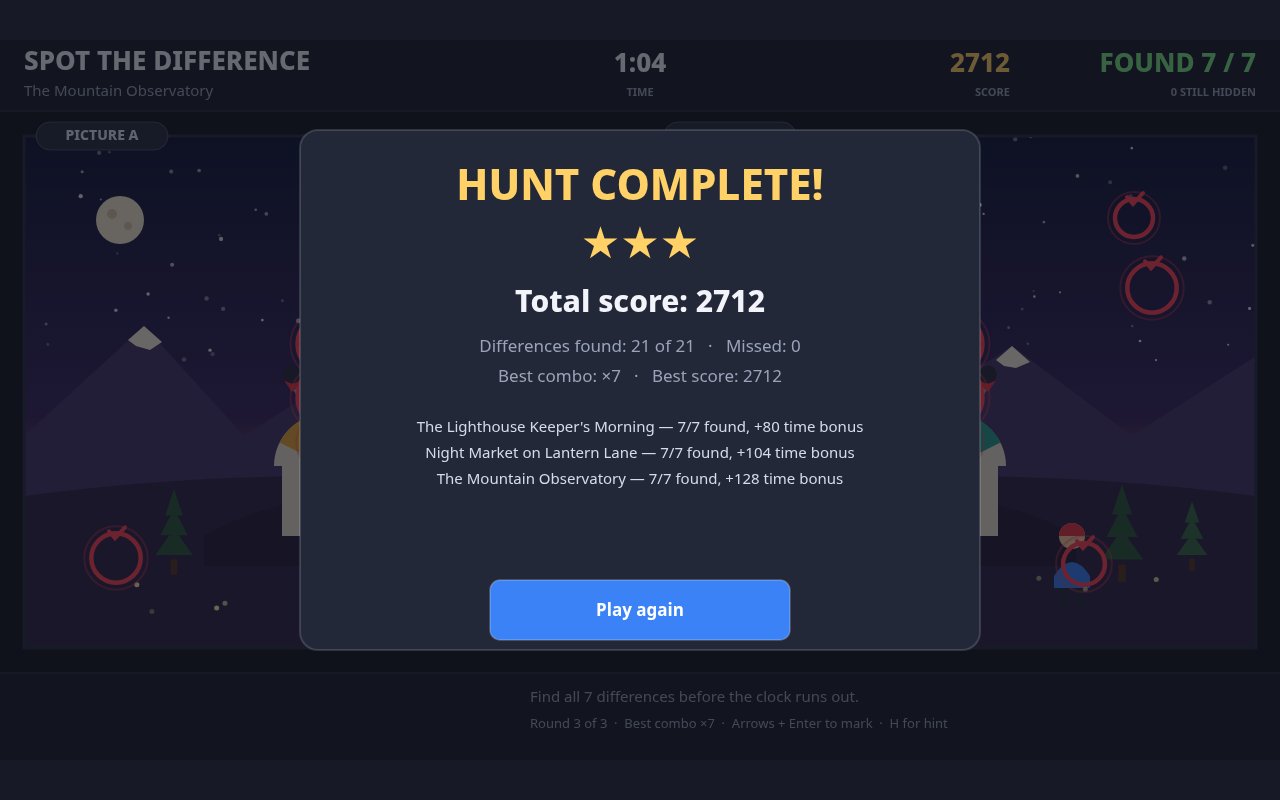 SPOT THE DIFFERENCE
The Mountain Observatory
1:04
TIME
2712
SCORE
FOUND 7 / 7
0 STILL HIDDEN
PICTURE A
HUNT COMPLETE!
★★★
Total score: 2712
Differences found: 21 of 21 · Missed: 0
Best combo: ×7 · Best score: 2712
The Lighthouse Keeper's Morning — 7/7 found, +80 time bonus
Night Market on Lantern Lane — 7/7 found, +104 time bonus
The Mountain Observatory — 7/7 found, +128 time bonus
Play again
Find all 7 differences before the clock runs out.
Round 3 of 3 · Best combo ×7 · Arrows + Enter to mark · H for hint